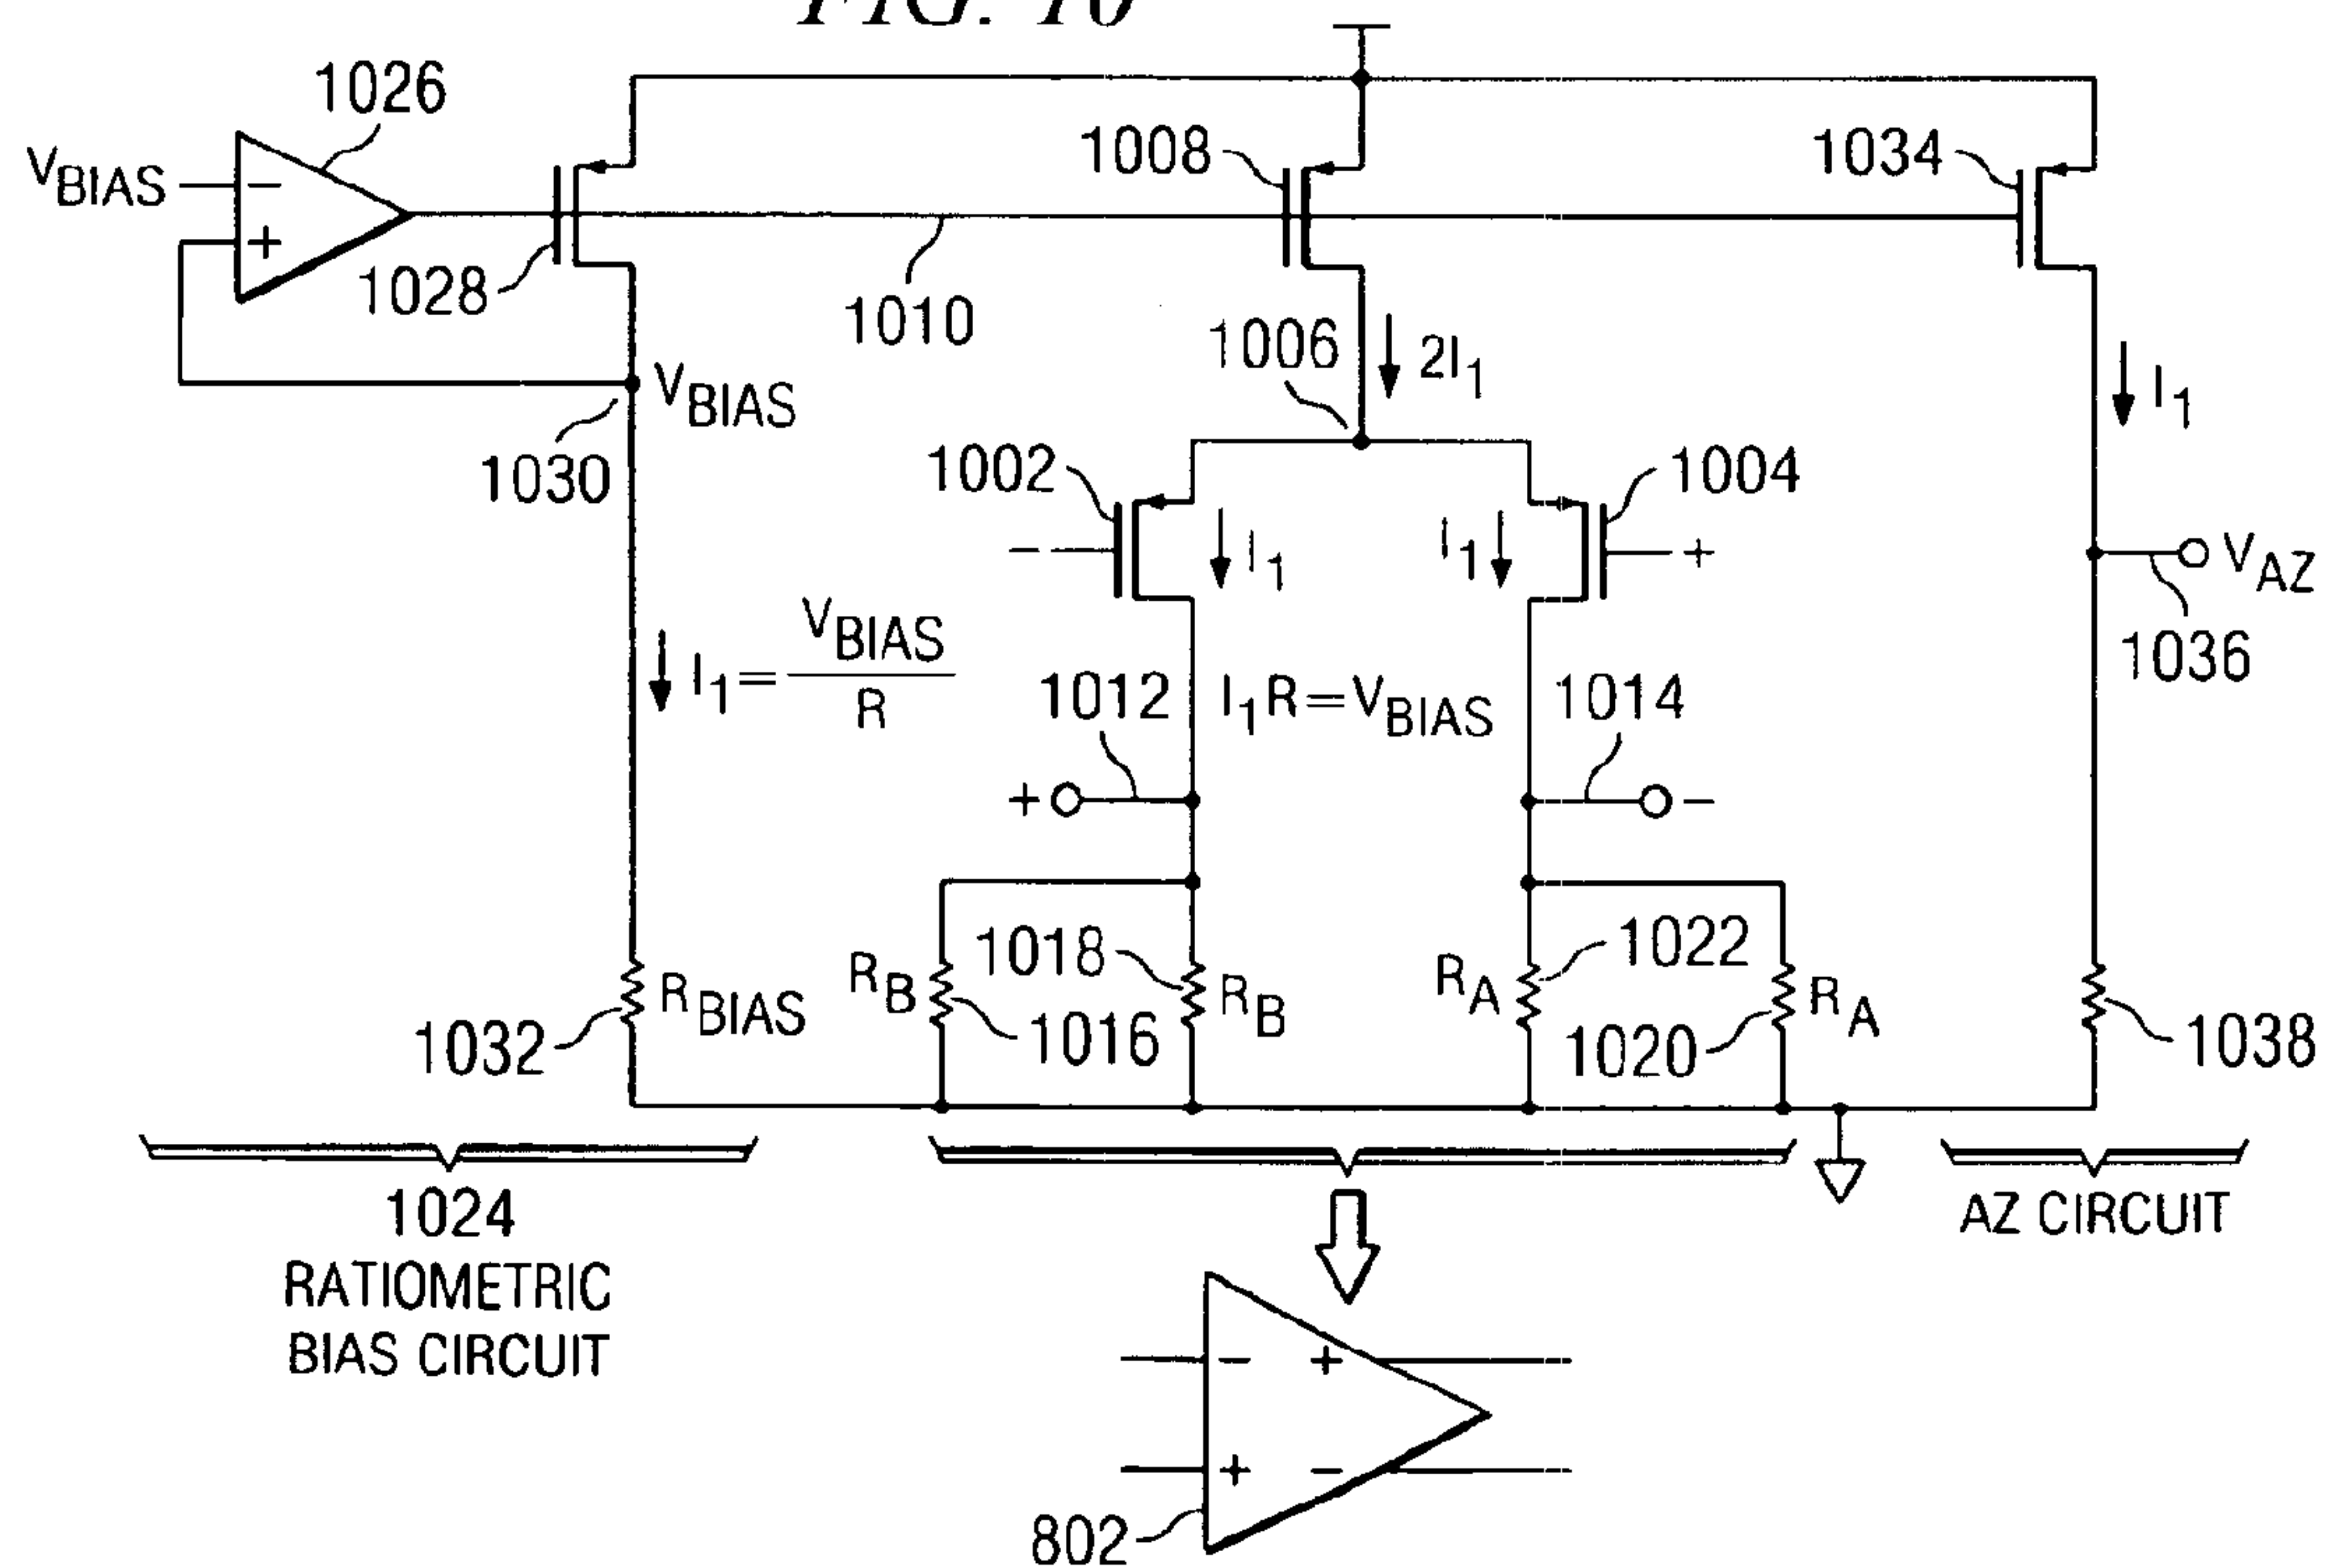 FIG. 10
1026
VBIAS
−
+
1028
1010
1008
1034
1006
2I1
I1
VBIAS
1030
1002
−
I1
I1
1004
+
VAZ
1036
I1=VBIAS/R
1012
I1R=VBIAS
1014
+
−
RBIAS
1032
RB
1018
1016
RB
RA
1022
1020
RA
1038
1024
RATIOMETRIC
BIAS CIRCUIT
AZ CIRCUIT
− +
+ −
802